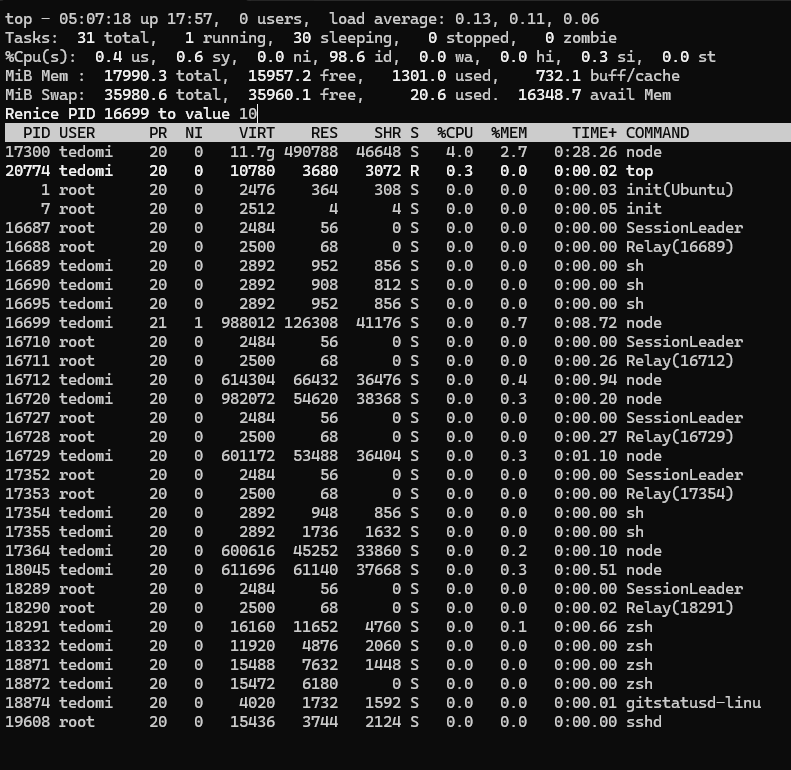 top - 05:07:18 up 17:57,  0 users,  load average: 0.13, 0.11, 0.06
Tasks:  31 total,   1 running,  30 sleeping,   0 stopped,   0 zombie
%Cpu(s):  0.4 us,  0.6 sy,  0.0 ni, 98.6 id,  0.0 wa,  0.0 hi,  0.3 si,  0.0 st
MiB Mem :  17990.3 total,  15957.2 free,   1301.0 used,    732.1 buff/cache
MiB Swap:  35980.6 total,  35960.1 free,     20.6 used.  16348.7 avail Mem
Renice PID 16699 to value 10
  PID USER      PR  NI    VIRT    RES    SHR S  %CPU  %MEM     TIME+ COMMAND
17300 tedomi    20   0   11.7g 490788  46648 S   4.0   2.7   0:28.26 node
20774 tedomi    20   0   10780   3680   3072 R   0.3   0.0   0:00.02 top
    1 root      20   0    2476    364    308 S   0.0   0.0   0:00.03 init(Ubuntu)
    7 root      20   0    2512      4      4 S   0.0   0.0   0:00.05 init
16687 root      20   0    2484     56      0 S   0.0   0.0   0:00.00 SessionLeader
16688 root      20   0    2500     68      0 S   0.0   0.0   0:00.00 Relay(16689)
16689 tedomi    20   0    2892    952    856 S   0.0   0.0   0:00.00 sh
16690 tedomi    20   0    2892    908    812 S   0.0   0.0   0:00.00 sh
16695 tedomi    20   0    2892    952    856 S   0.0   0.0   0:00.00 sh
16699 tedomi    21   1  988012 126308  41176 S   0.0   0.7   0:08.72 node
16710 root      20   0    2484     56      0 S   0.0   0.0   0:00.00 SessionLeader
16711 root      20   0    2500     68      0 S   0.0   0.0   0:00.26 Relay(16712)
16712 tedomi    20   0  614304  66432  36476 S   0.0   0.4   0:00.94 node
16720 tedomi    20   0  982072  54620  38368 S   0.0   0.3   0:00.20 node
16727 root      20   0    2484     56      0 S   0.0   0.0   0:00.00 SessionLeader
16728 root      20   0    2500     68      0 S   0.0   0.0   0:00.27 Relay(16729)
16729 tedomi    20   0  601172  53488  36404 S   0.0   0.3   0:01.10 node
17352 root      20   0    2484     56      0 S   0.0   0.0   0:00.00 SessionLeader
17353 root      20   0    2500     68      0 S   0.0   0.0   0:00.00 Relay(17354)
17354 tedomi    20   0    2892    948    856 S   0.0   0.0   0:00.00 sh
17355 tedomi    20   0    2892   1736   1632 S   0.0   0.0   0:00.00 sh
17364 tedomi    20   0  600616  45252  33860 S   0.0   0.2   0:00.10 node
18045 tedomi    20   0  611696  61140  37668 S   0.0   0.3   0:00.51 node
18289 root      20   0    2484     56      0 S   0.0   0.0   0:00.00 SessionLeader
18290 root      20   0    2500     68      0 S   0.0   0.0   0:00.02 Relay(18291)
18291 tedomi    20   0   16160  11652   4760 S   0.0   0.1   0:00.66 zsh
18332 tedomi    20   0   11920   4876   2060 S   0.0   0.0   0:00.00 zsh
18871 tedomi    20   0   15488   7632   1448 S   0.0   0.0   0:00.00 zsh
18872 tedomi    20   0   15472   6180      0 S   0.0   0.0   0:00.00 zsh
18874 tedomi    20   0    4020   1732   1592 S   0.0   0.0   0:00.01 gitstatusd-linu
19608 root      20   0   15436   3744   2124 S   0.0   0.0   0:00.00 sshd